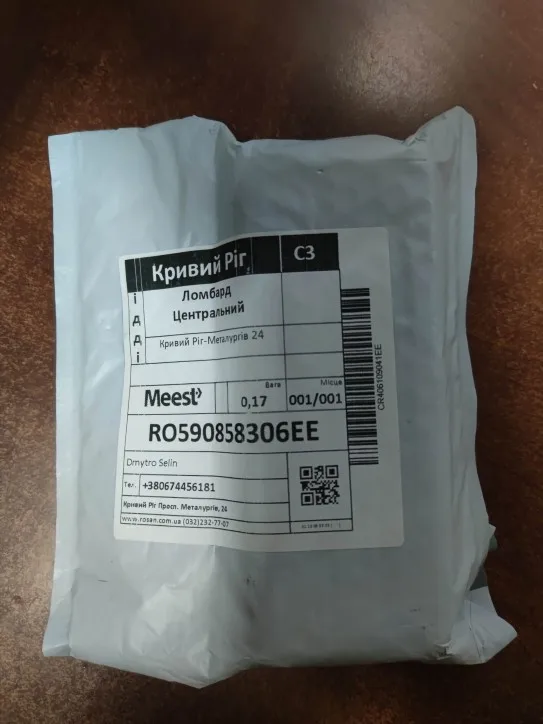 Кривий Ріг
С3
і
д
д
і
Ломбард
Центральний
Кривий Ріг-Металургів 24
Meest
Вага
0,17
Місця
001/001
RO590858306EE
Dmytro Selin
Тел.
+380674456181
Кривий Ріг Просп. Металургів, 24
www.rosan.com.ua (032)232-77-07
CR406105041EE